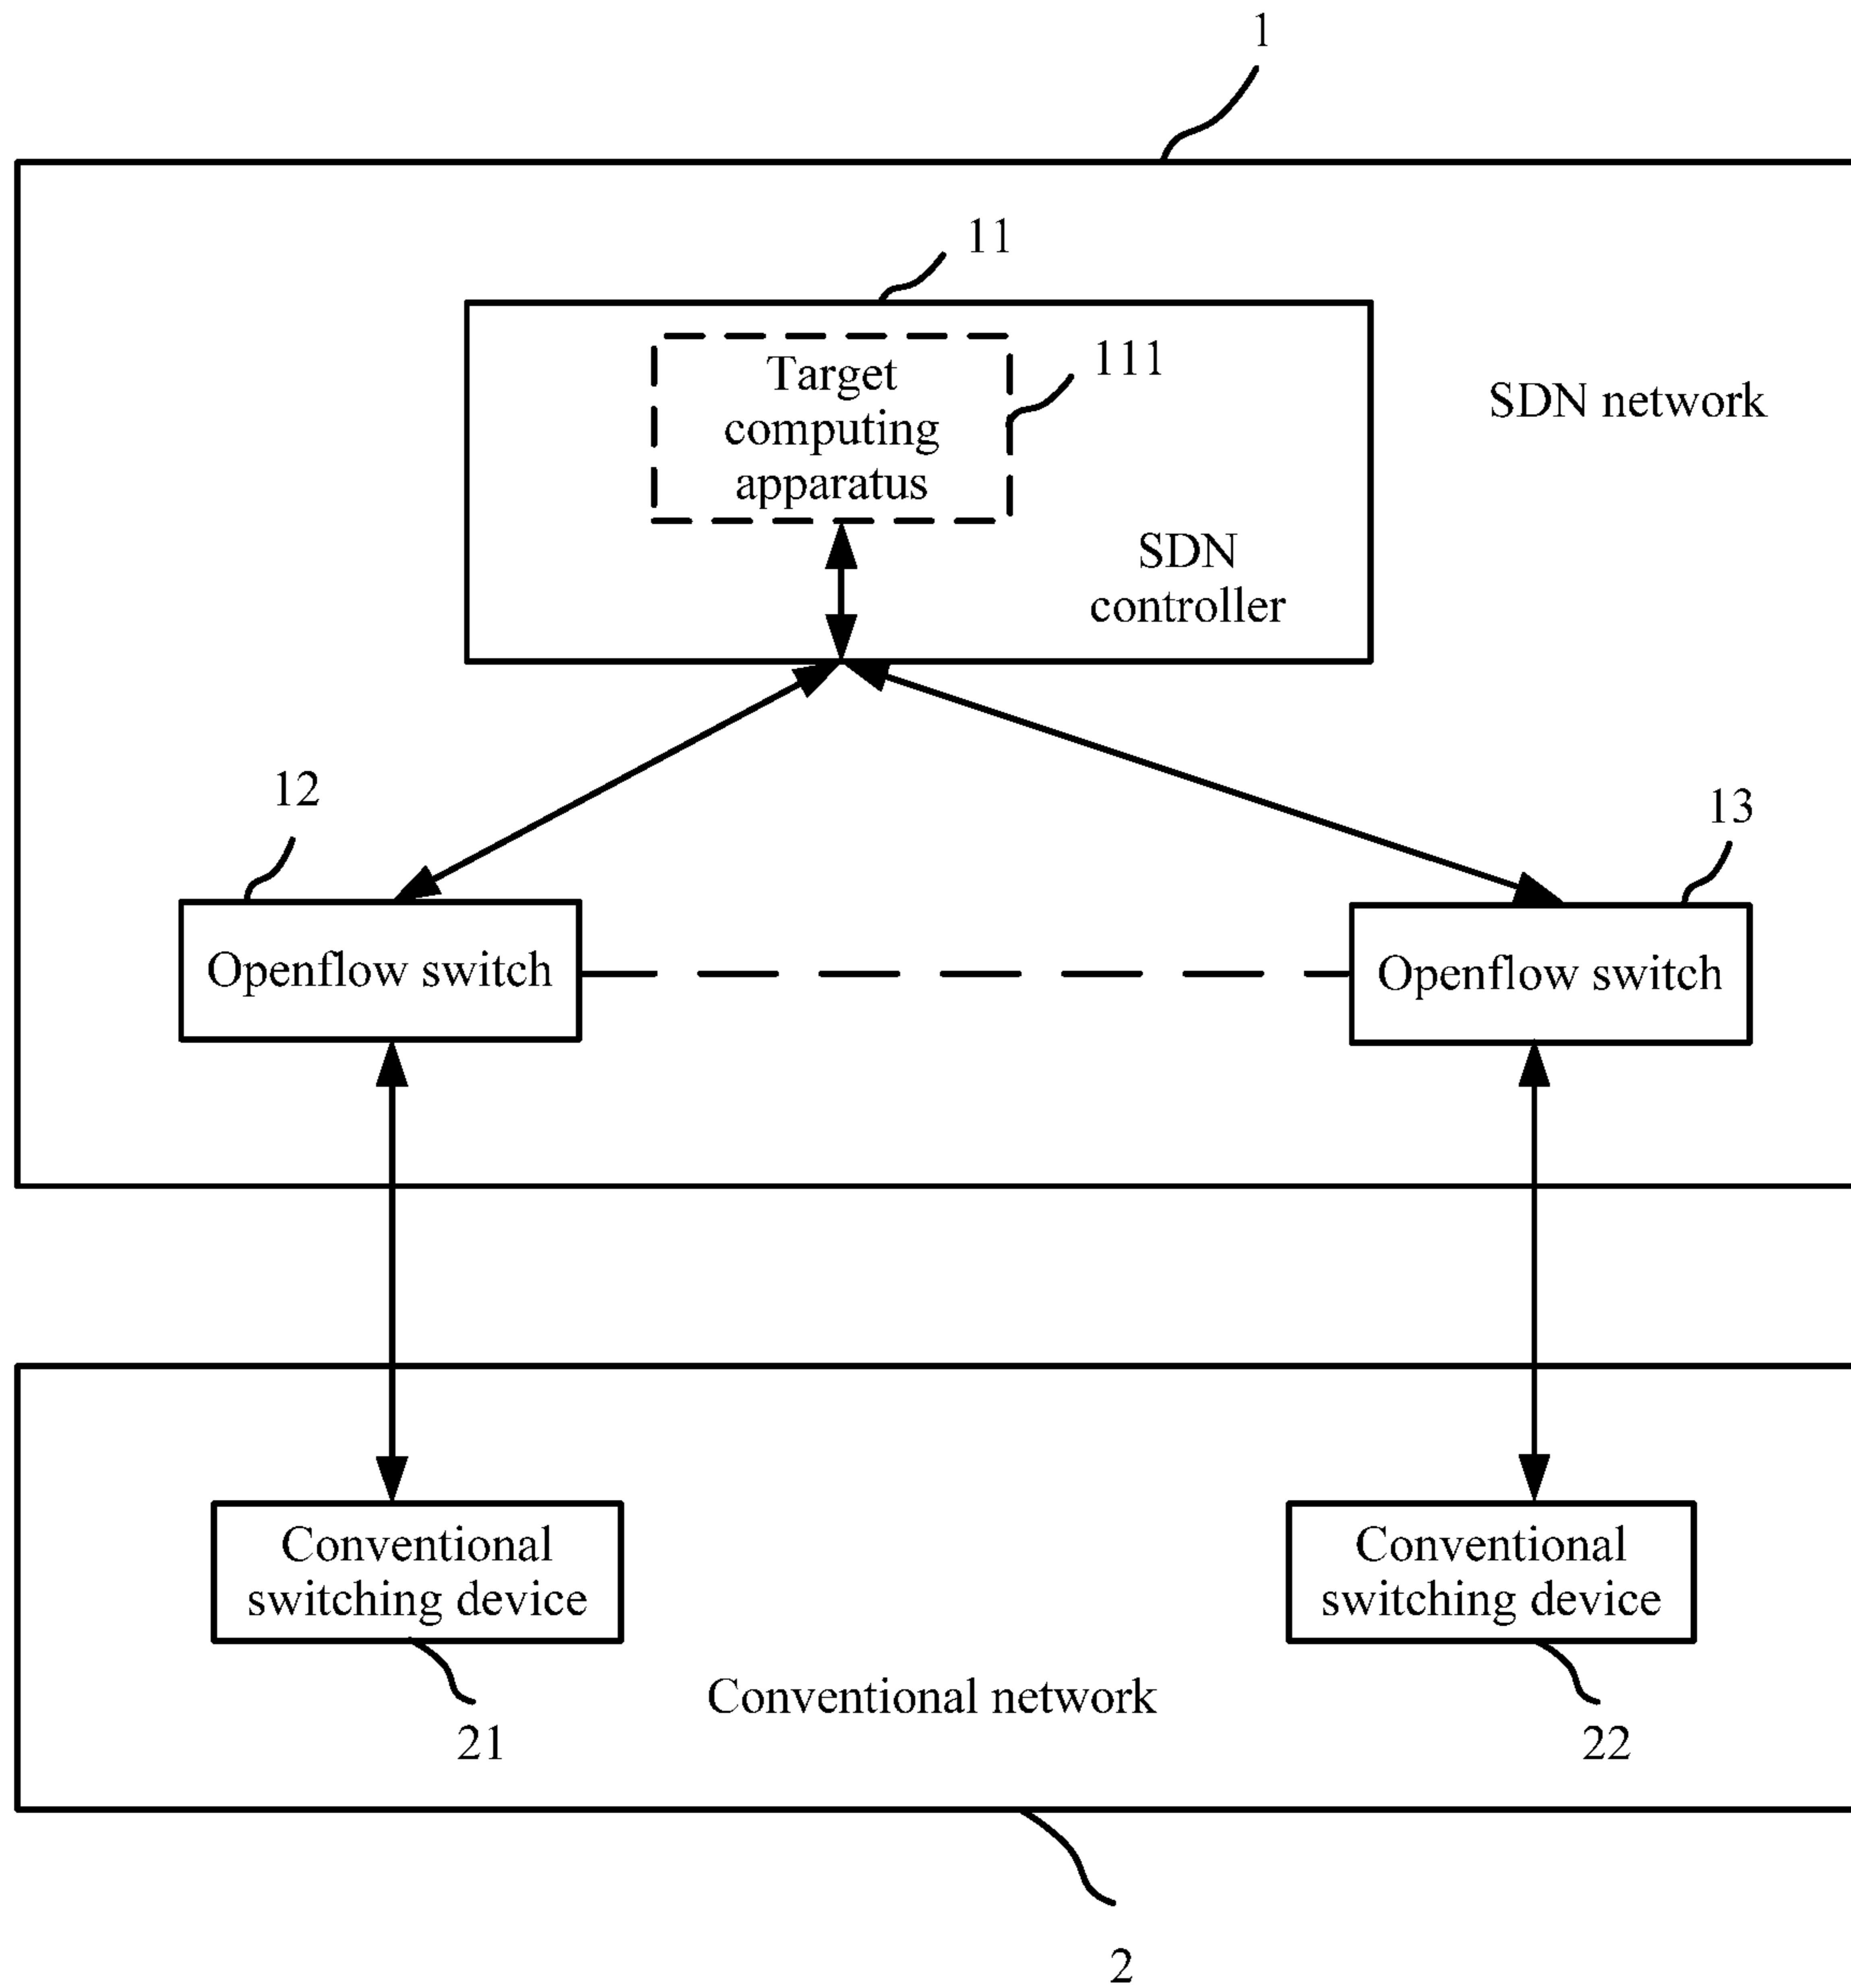 1
11
Target
computing
apparatus
111
SDN network
SDN
controller
12
13
Openflow switch
Openflow switch
Conventional
switching device
Conventional
switching device
21
Conventional network
22
2